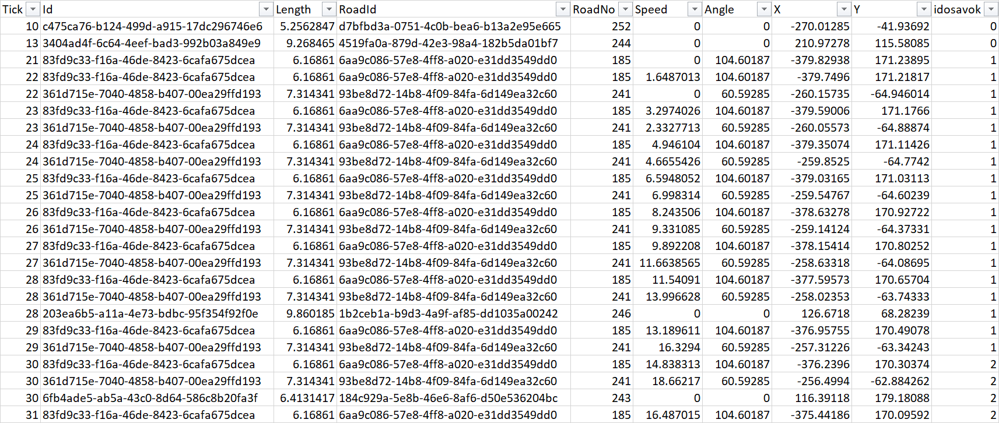 Tick Id Length RoadId RoadNo Speed Angle X Y idosavok
10 c475ca76-b124-499d-a915-17dc296746e6 5.2562847 d7bfbd3a-0751-4c0b-bea6-b13a2e95e665 252 0 0 -270.01285 -41.93692 0
13 3404ad4f-6c64-4eef-bad3-992b03a849e9 9.268465 4519fa0a-879d-42e3-98a4-182b5da01bf7 244 0 0 210.97278 115.58085 0
21 83fd9c33-f16a-46de-8423-6cafa675dcea 6.16861 6aa9c086-57e8-4ff8-a020-e31dd3549dd0 185 0 104.60187 -379.82938 171.23895 1
22 83fd9c33-f16a-46de-8423-6cafa675dcea 6.16861 6aa9c086-57e8-4ff8-a020-e31dd3549dd0 185 1.6487013 104.60187 -379.7496 171.21817 1
22 361d715e-7040-4858-b407-00ea29ffd193 7.314341 93be8d72-14b8-4f09-84fa-6d149ea32c60 241 0 60.59285 -260.15735 -64.946014 1
23 83fd9c33-f16a-46de-8423-6cafa675dcea 6.16861 6aa9c086-57e8-4ff8-a020-e31dd3549dd0 185 3.2974026 104.60187 -379.59006 171.1766 1
23 361d715e-7040-4858-b407-00ea29ffd193 7.314341 93be8d72-14b8-4f09-84fa-6d149ea32c60 241 2.3327713 60.59285 -260.05573 -64.88874 1
24 83fd9c33-f16a-46de-8423-6cafa675dcea 6.16861 6aa9c086-57e8-4ff8-a020-e31dd3549dd0 185 4.946104 104.60187 -379.35074 171.11426 1
24 361d715e-7040-4858-b407-00ea29ffd193 7.314341 93be8d72-14b8-4f09-84fa-6d149ea32c60 241 4.6655426 60.59285 -259.8525 -64.7742 1
25 83fd9c33-f16a-46de-8423-6cafa675dcea 6.16861 6aa9c086-57e8-4ff8-a020-e31dd3549dd0 185 6.5948052 104.60187 -379.03165 171.03113 1
25 361d715e-7040-4858-b407-00ea29ffd193 7.314341 93be8d72-14b8-4f09-84fa-6d149ea32c60 241 6.998314 60.59285 -259.54767 -64.60239 1
26 83fd9c33-f16a-46de-8423-6cafa675dcea 6.16861 6aa9c086-57e8-4ff8-a020-e31dd3549dd0 185 8.243506 104.60187 -378.63278 170.92722 1
26 361d715e-7040-4858-b407-00ea29ffd193 7.314341 93be8d72-14b8-4f09-84fa-6d149ea32c60 241 9.331085 60.59285 -259.14124 -64.37331 1
27 83fd9c33-f16a-46de-8423-6cafa675dcea 6.16861 6aa9c086-57e8-4ff8-a020-e31dd3549dd0 185 9.892208 104.60187 -378.15414 170.80252 1
27 361d715e-7040-4858-b407-00ea29ffd193 7.314341 93be8d72-14b8-4f09-84fa-6d149ea32c60 241 11.6638565 60.59285 -258.63318 -64.08695 1
28 83fd9c33-f16a-46de-8423-6cafa675dcea 6.16861 6aa9c086-57e8-4ff8-a020-e31dd3549dd0 185 11.54091 104.60187 -377.59573 170.65704 1
28 361d715e-7040-4858-b407-00ea29ffd193 7.314341 93be8d72-14b8-4f09-84fa-6d149ea32c60 241 13.996628 60.59285 -258.02353 -63.74333 1
28 203ea6b5-a11a-4e73-bdbc-95f354f92f0e 9.860185 1b2ceb1a-b9d3-4a9f-af85-dd1035a00242 246 0 0 126.6718 68.28239 1
29 83fd9c33-f16a-46de-8423-6cafa675dcea 6.16861 6aa9c086-57e8-4ff8-a020-e31dd3549dd0 185 13.189611 104.60187 -376.95755 170.49078 1
29 361d715e-7040-4858-b407-00ea29ffd193 7.314341 93be8d72-14b8-4f09-84fa-6d149ea32c60 241 16.3294 60.59285 -257.31226 -63.34243 1
30 83fd9c33-f16a-46de-8423-6cafa675dcea 6.16861 6aa9c086-57e8-4ff8-a020-e31dd3549dd0 185 14.838313 104.60187 -376.2396 170.30374 2
30 361d715e-7040-4858-b407-00ea29ffd193 7.314341 93be8d72-14b8-4f09-84fa-6d149ea32c60 241 18.66217 60.59285 -256.4994 -62.884262 2
30 6fb4ade5-ab5a-43c0-8d64-586c8b20fa3f 6.4131417 184c929a-5e8b-46e6-8af6-d50e536204bc 243 0 0 116.39118 179.18088 2
31 83fd9c33-f16a-46de-8423-6cafa675dcea 6.16861 6aa9c086-57e8-4ff8-a020-e31dd3549dd0 185 16.487015 104.60187 -375.44186 170.09592 2